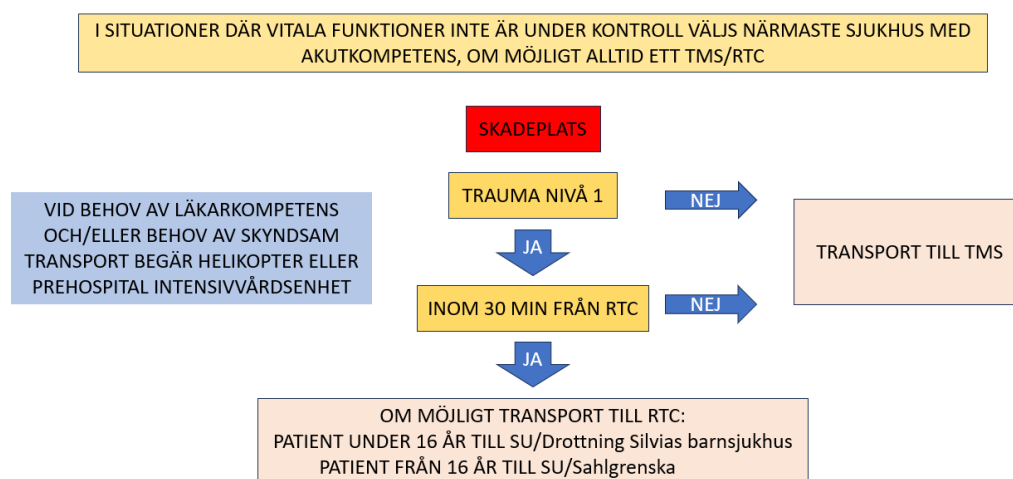 I SITUATIONER DÄR VITALA FUNKTIONER INTE ÄR UNDER KONTROLL VÄLJS NÄRMASTE SJUKHUS MED
AKUTKOMPETENS, OM MÖJLIGT ALLTID ETT TMS/RTC
SKADEPLATS
TRAUMA NIVÅ 1
NEJ
VID BEHOV AV LÄKARKOMPETENS
OCH/ELLER BEHOV AV SKYNDSAM
TRANSPORT BEGÄR HELIKOPTER ELLER
PREHOSPITAL INTENSIVVÅRDSENHET
JA
TRANSPORT TILL TMS
INOM 30 MIN FRÅN RTC
NEJ
JA
OM MÖJLIGT TRANSPORT TILL RTC:
PATIENT UNDER 16 ÅR TILL SU/Drottning Silvias barnsjukhus
PATIENT FRÅN 16 ÅR TILL SU/Sahlgrenska